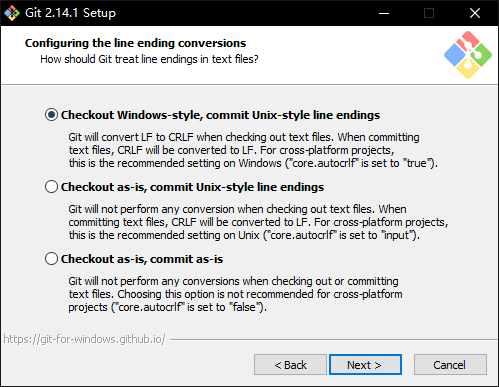 Git 2.14.1 Setup
Configuring the line ending conversions
How should Git treat line endings in text files?
Checkout Windows-style, commit Unix-style line endings
Git will convert LF to CRLF when checking out text files. When committing
text files, CRLF will be converted to LF. For cross-platform projects,
this is the recommended setting on Windows ("core.autocrlf" is set to "true").
Checkout as-is, commit Unix-style line endings
Git will not perform any conversion when checking out text files. When
committing text files, CRLF will be converted to LF. For cross-platform projects,
this is the recommended setting on Unix ("core.autocrlf" is set to "input").
Checkout as-is, commit as-is
Git will not perform any conversions when checking out or committing
text files. Choosing this option is not recommended for cross-platform
projects ("core.autocrlf" is set to "false").
https://git-for-windows.github.io/
< Back
Next >
Cancel